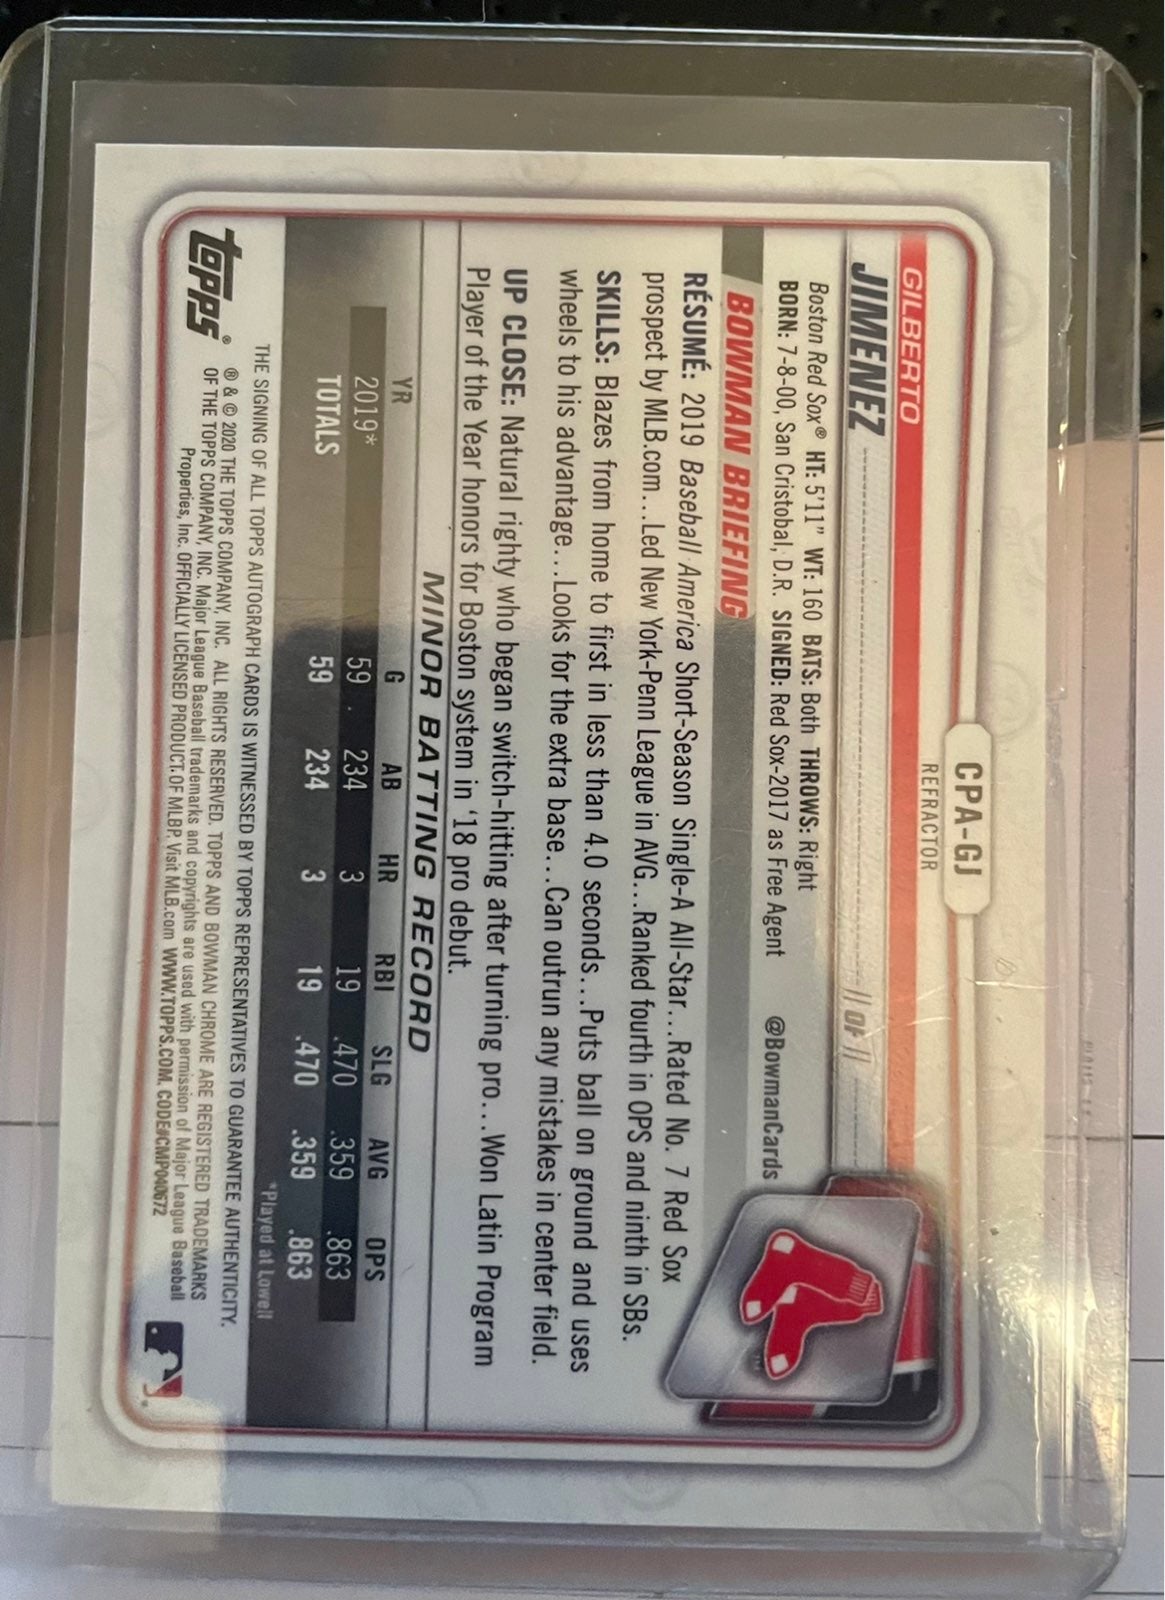 CPA-GJ
REFRACTOR
GILBERTO
JIMENEZ
OF
Boston Red Sox® HT: 5'11" WT: 160 BATS: Both THROWS: Right
BORN: 7-8-00, San Cristobal, D.R. SIGNED: Red Sox-2017 as Free Agent @BowmanCards
BOWMAN BRIEFING
RÉSUMÉ: 2019 Baseball America Short-Season Single-A All-Star...Rated No. 7 Red Sox
prospect by MLB.com...Led New York-Penn League in AVG...Ranked fourth in OPS and ninth in SBs.
SKILLS: Blazes from home to first in less than 4.0 seconds...Puts ball on ground and uses
wheels to his advantage...Looks for the extra base...Can outrun any mistakes in center field.
UP CLOSE: Natural righty who began switch-hitting after turning pro...Won Latin Program
Player of the Year honors for Boston system in '18 pro debut.
MINOR BATTING RECORD
YR G AB HR RBI SLG AVG OPS
2019* 59 234 3 19 .470 .359 .863
TOTALS 59 234 3 19 .470 .359 .863
*Played at Lowell
THE SIGNING OF ALL TOPPS AUTOGRAPH CARDS IS WITNESSED BY TOPPS REPRESENTATIVES TO GUARANTEE AUTHENTICITY.
topps®
® & © 2020 THE TOPPS COMPANY, INC. ALL RIGHTS RESERVED. TOPPS AND BOWMAN CHROME ARE REGISTERED TRADEMARKS
OF THE TOPPS COMPANY, INC. Major League Baseball trademarks and copyrights are used with permission of Major League Baseball
Properties, Inc. OFFICIALLY LICENSED PRODUCT OF MLBP. Visit MLB.com WWW.TOPPS.COM. CODE#CMP040672